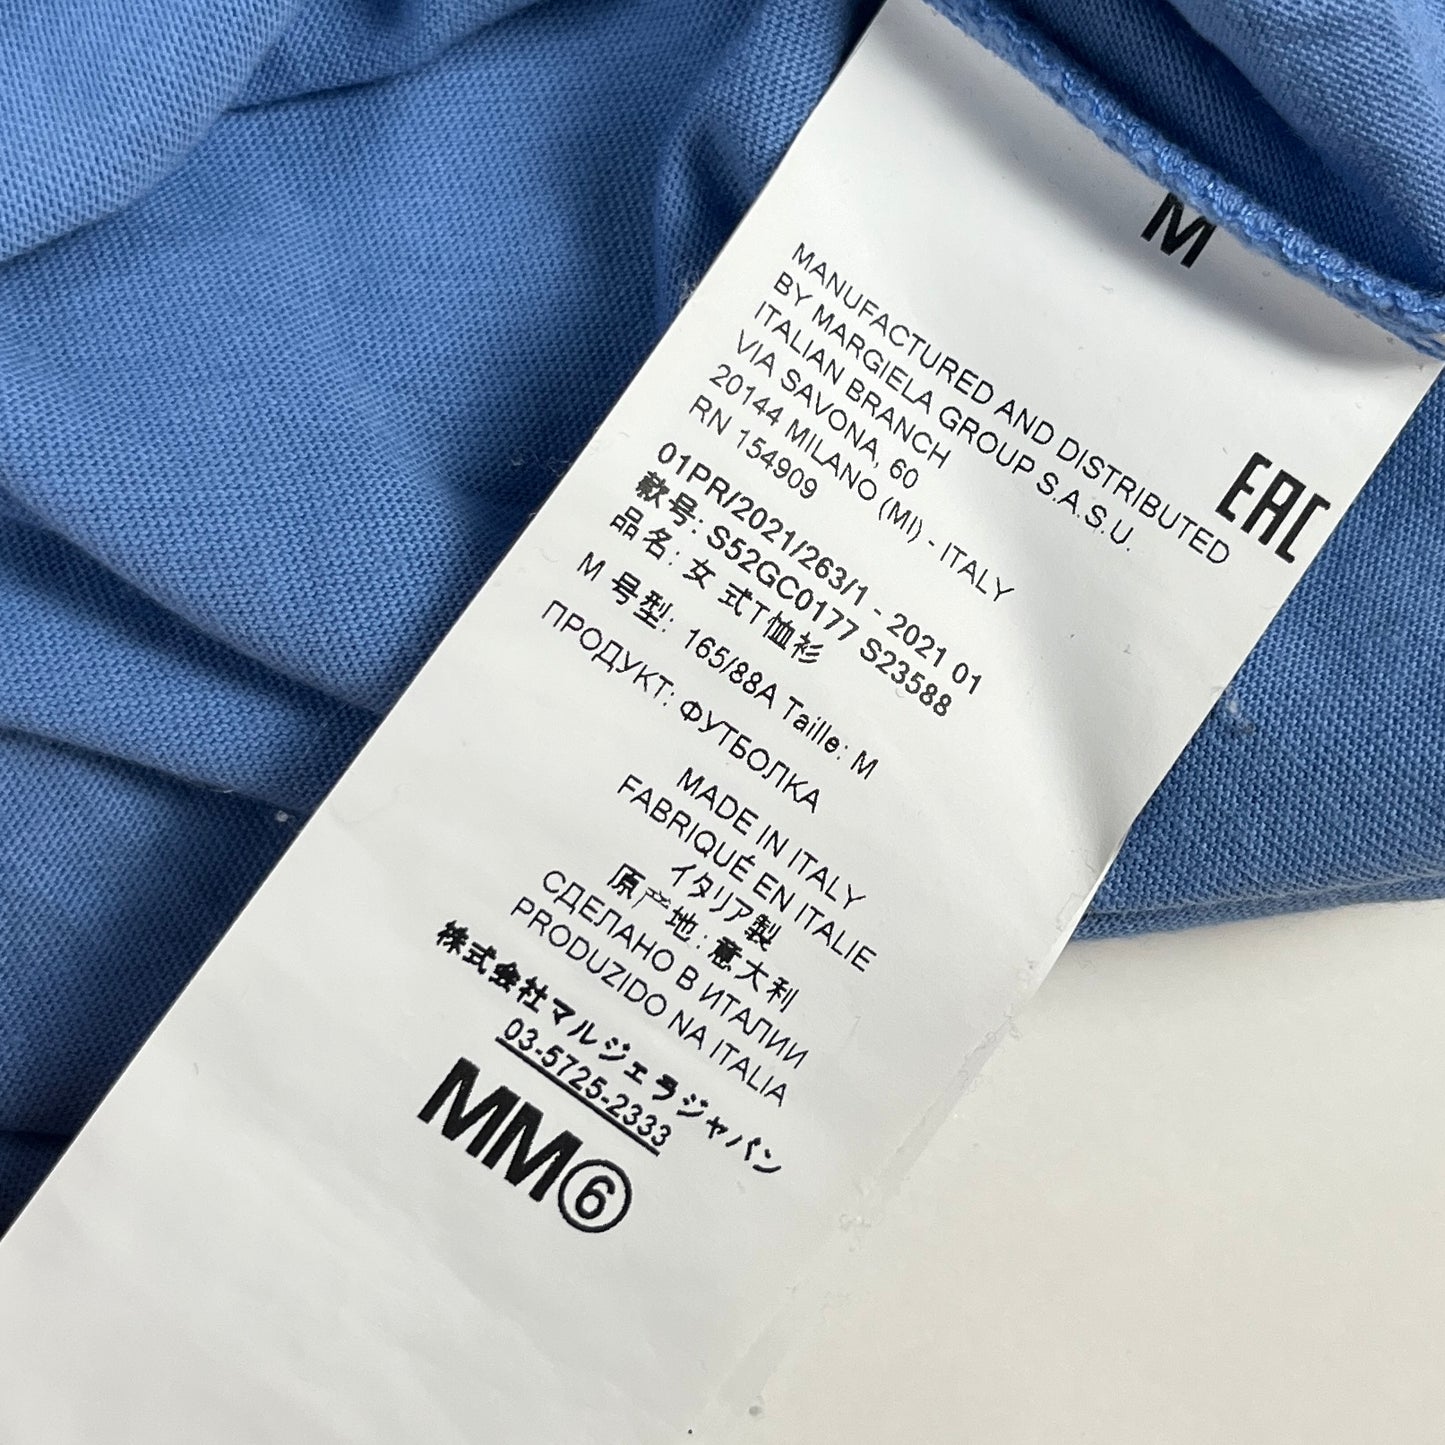 M
MANUFACTURED AND DISTRIBUTED
BY MARGIELA GROUP S.A.S.U.
ITALIAN BRANCH
VIA SAVONA, 60
20144 MILANO (MI) - ITALY
RN 154909
EAC
01PR/2021/263/1 - 2021 01
款号: S52GC0177 S23588
品名: 女 式T恤衫
M 号型: 165/88A Taille: M
ПРОДУКТ: ФУТБОЛКА
MADE IN ITALY
FABRIQUÉ EN ITALIE
イタリア製
原产地: 意大利
СДЕЛАНО В ИТАЛИИ
PRODUZIDO NA ITALIA
株式会社マルジェラジャパン
03-5725-2333
MM⑥